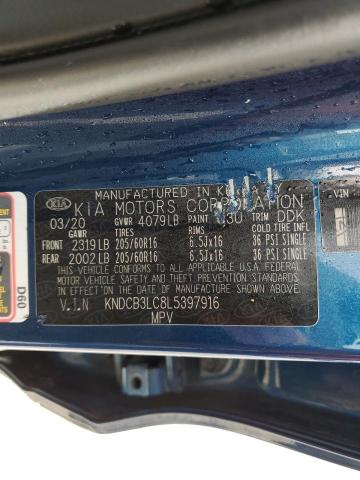 MANUFACTURED IN
KIA KIA MOTORS CORPORATION
03/20 GVWR 4079LB PAINT TRIM DDK
GAWR TIRES RIMS COLD TIRE INFL
FRONT 2319LB 205/60R16 6.5Jx16 36 PSI SINGLE
REAR 2002LB 205/60R16 6.5Jx16 36 PSI SINGLE
THIS VEHICLE CONFORMS TO ALL APPLICABLE U.S.A. FEDERAL
MOTOR VEHICLE SAFETY AND THEFT PREVENTION STANDARDS
IN EFFECT ON THE DATE OF MANUFACTURE SHOWN ABOVE.
V.I.N KNDCB3LC8L5397916
MPV
D60
VIN